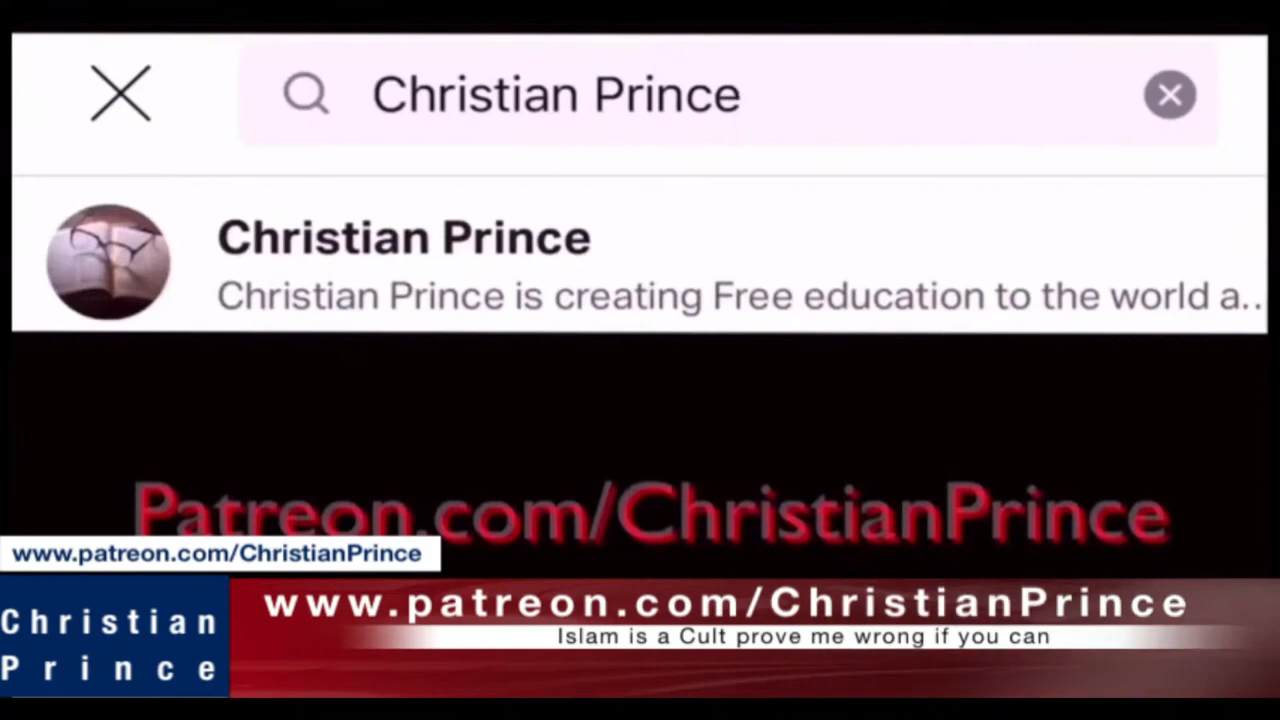 Christian Prince
Christian Prince
Christian Prince is creating Free education to the world a..
Patreon.com/ChristianPrince
www.patreon.com/ChristianPrince
www.patreon.com/ChristianPrince
Islam is a Cult prove me wrong if you can
Christian
Prince